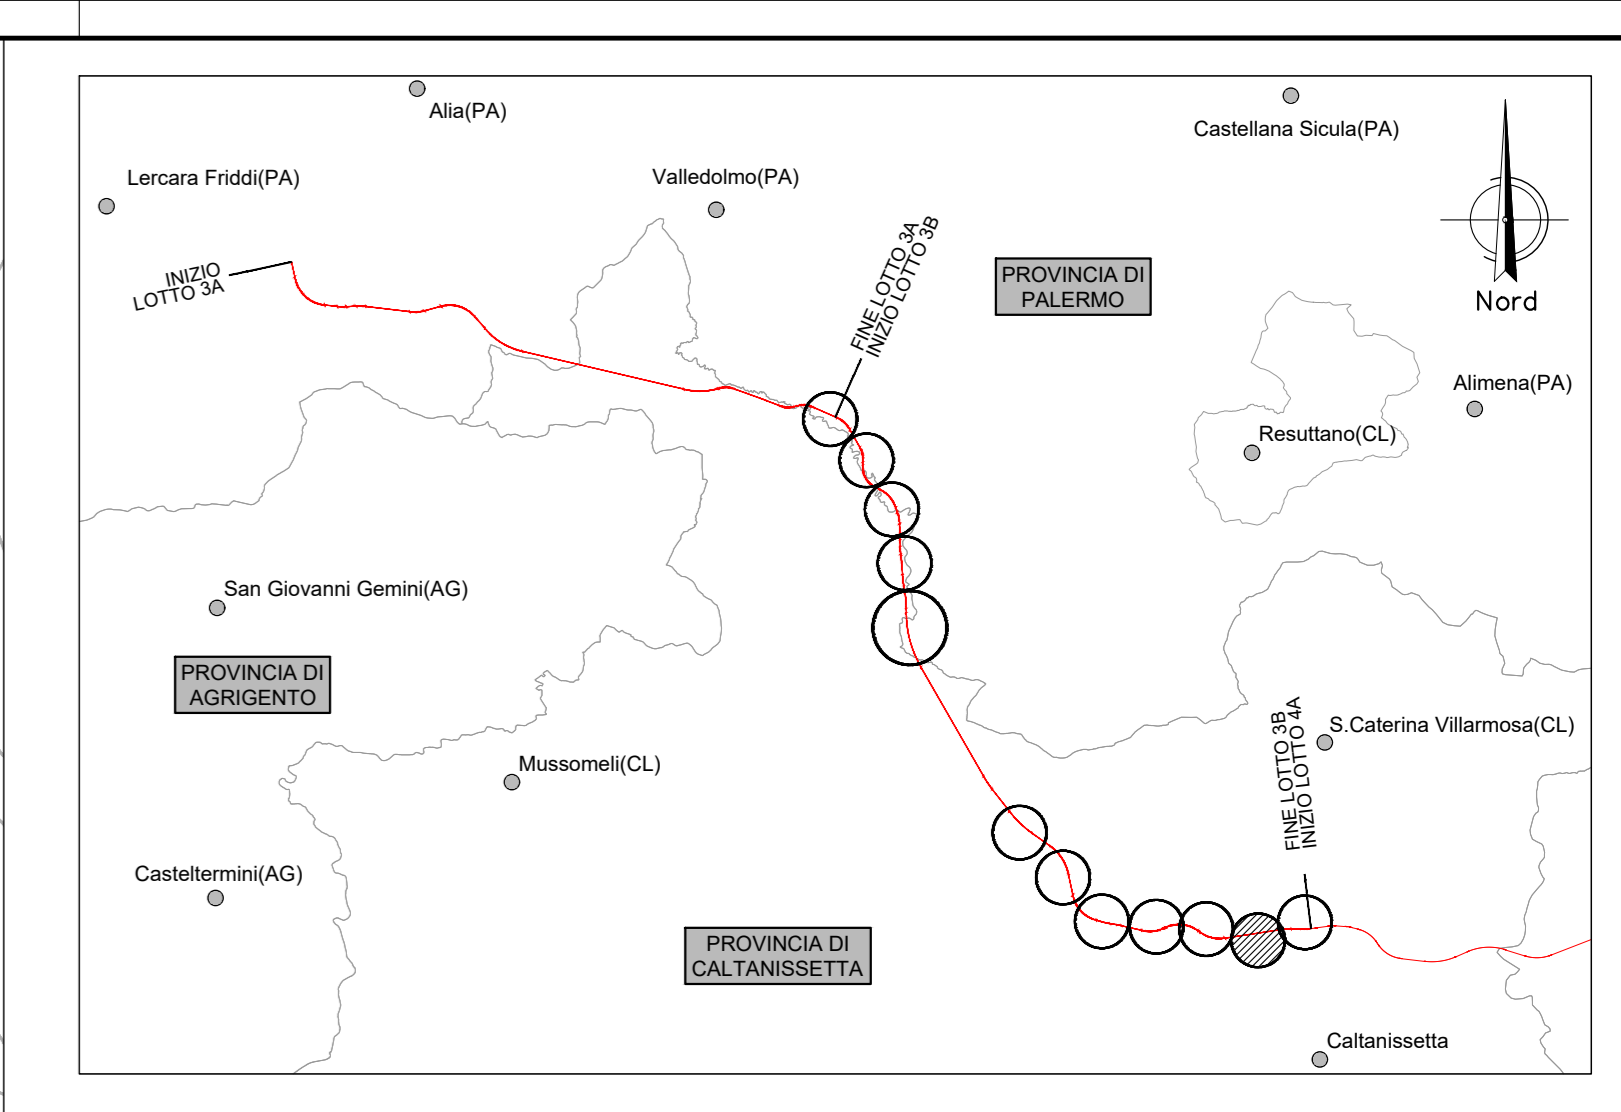 Alia(PA)
Castellana Sicula(PA)
Lercara Friddi(PA)
Valledolmo(PA)
INIZIO
LOTTO 3A
FINE LOTTO 3A
INIZIO LOTTO 3B
PROVINCIA DI
PALERMO
Nord
Alimena(PA)
Resuttano(CL)
San Giovanni Gemini(AG)
PROVINCIA DI
AGRIGENTO
FINE LOTTO 3B
INIZIO LOTTO 4A
S.Caterina Villarmosa(CL)
Mussomeli(CL)
Casteltermini(AG)
PROVINCIA DI
CALTANISSETTA
Caltanissetta